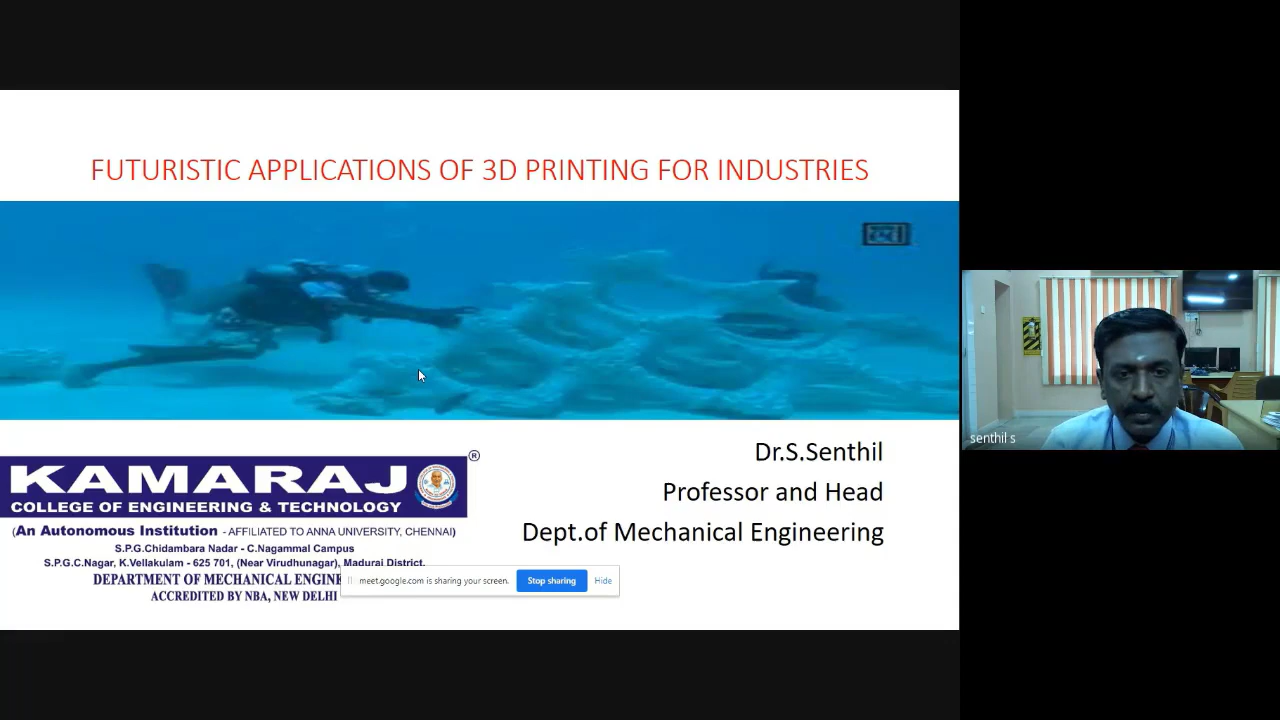 FUTURISTIC APPLICATIONS OF 3D PRINTING FOR INDUSTRIES
Dr.S.Senthil
Professor and Head
Dept.of Mechanical Engineering
KAMARAJ ®
COLLEGE OF ENGINEERING & TECHNOLOGY
(An Autonomous Institution - AFFILIATED TO ANNA UNIVERSITY, CHENNAI)
S.P.G.Chidambara Nadar - C.Nagammal Campus
S.P.G.C.Nagar, K.Vellakulam - 625 701, (Near Virudhunagar), Madurai District.
DEPARTMENT OF MECHANICAL ENGINE
ACCREDITED BY NBA, NEW DELHI
meet.google.com is sharing your screen.
Stop sharing
Hide
senthil s